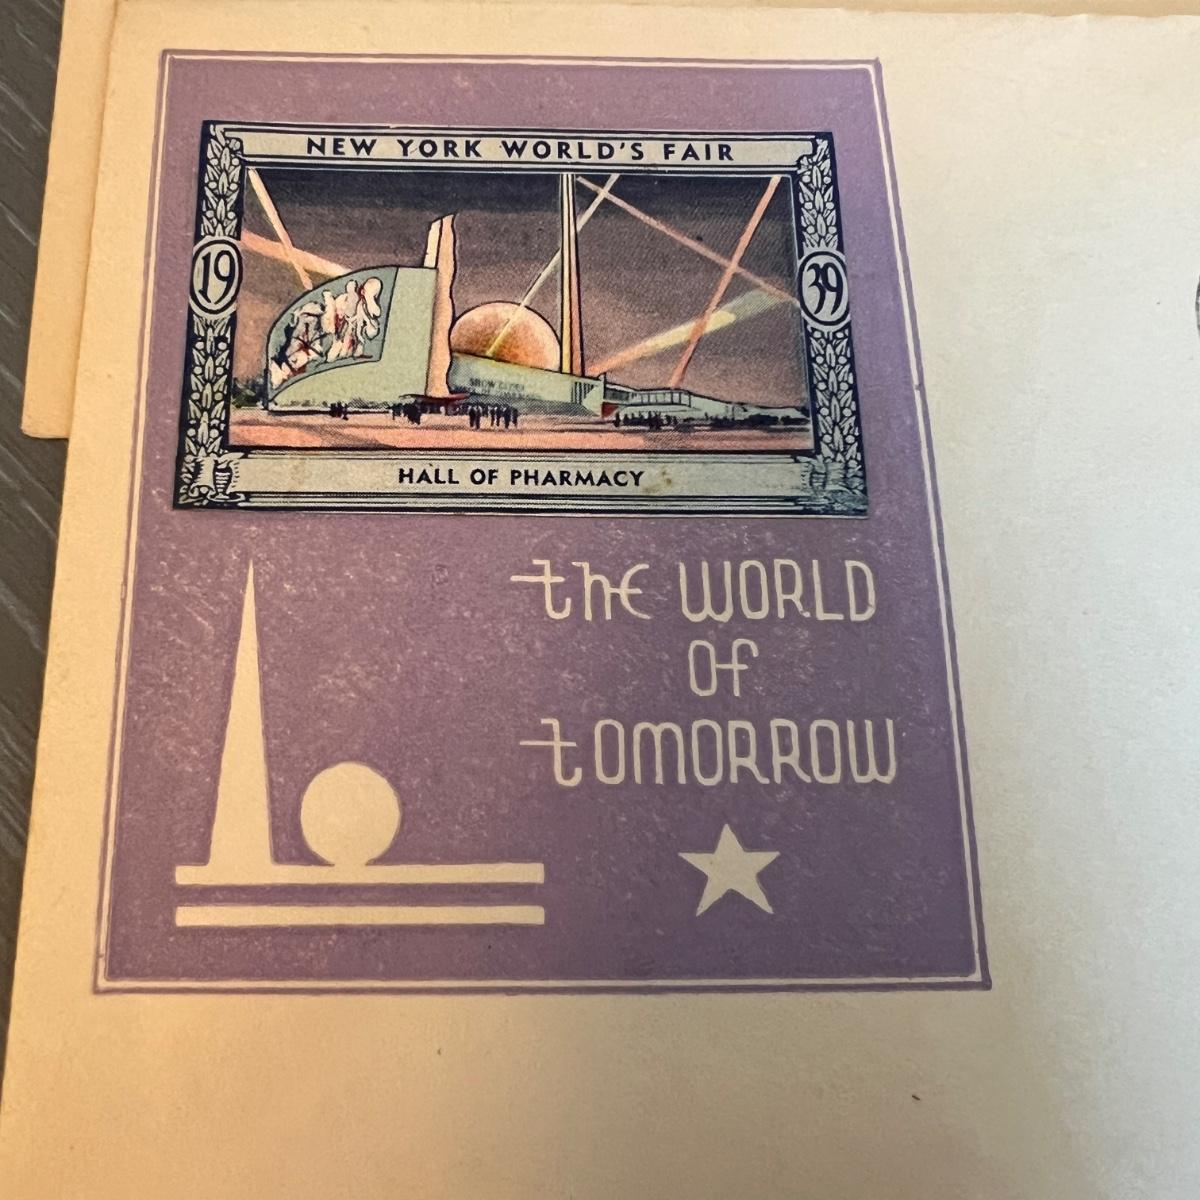 NEW YORK WORLD'S FAIR
19 39
HALL OF PHARMACY
the WORLD
Of
tOMORROW